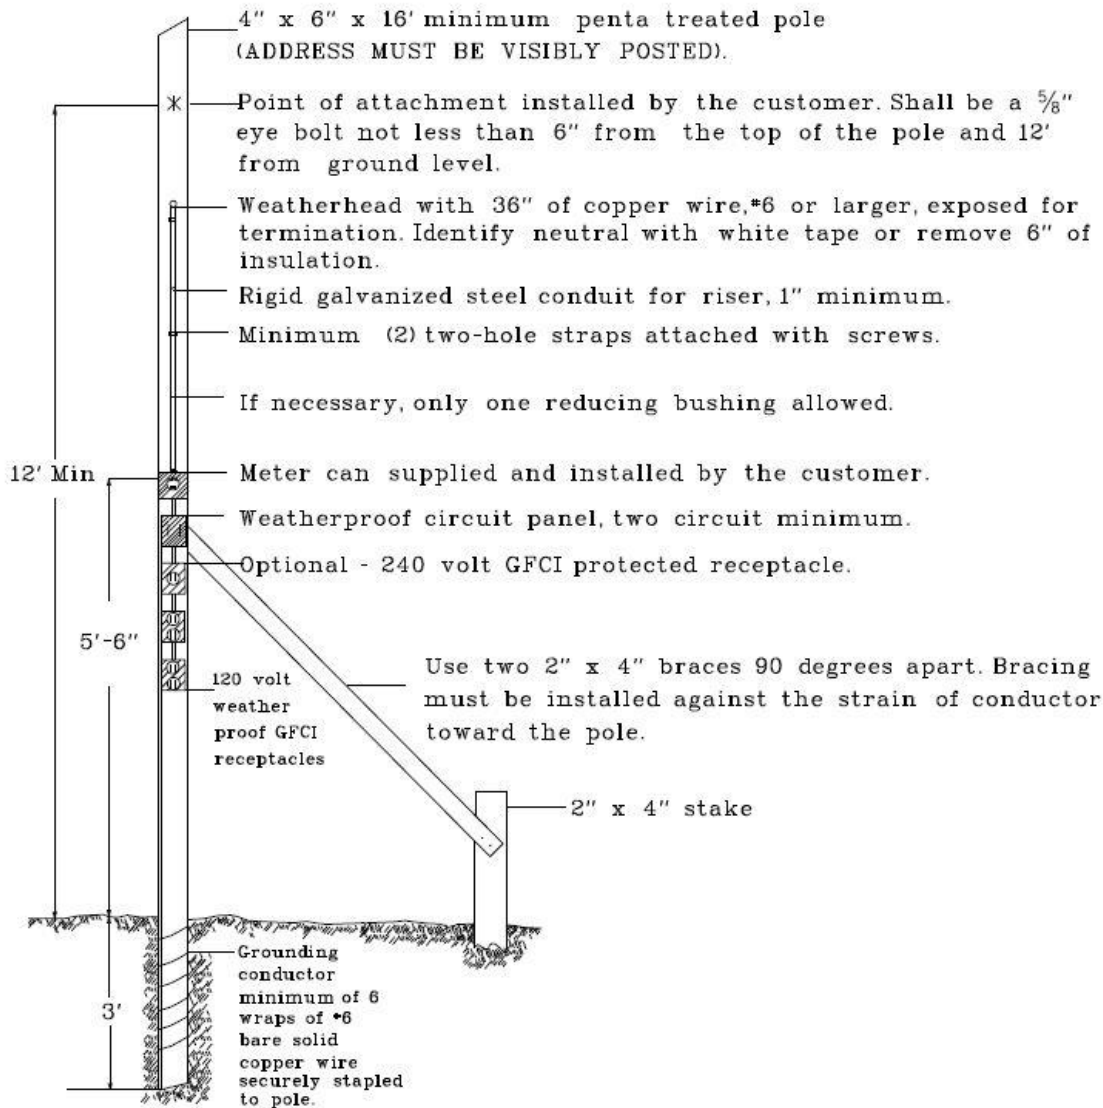 4" x 6" x 16' minimum penta treated pole
(ADDRESS MUST BE VISIBLY POSTED).
Point of attachment installed by the customer. Shall be a 5/8"
eye bolt not less than 6" from the top of the pole and 12'
from ground level.
Weatherhead with 36" of copper wire,#6 or larger, exposed for
termination. Identify neutral with white tape or remove 6" of
insulation.
Rigid galvanized steel conduit for riser, 1" minimum.
Minimum (2) two-hole straps attached with screws.
If necessary, only one reducing bushing allowed.
12' Min
Meter can supplied and installed by the customer.
Weatherproof circuit panel, two circuit minimum.
Optional - 240 volt GFCI protected receptacle.
5'-6"
120 volt
weather
proof GFCI
receptacles
Use two 2" x 4" braces 90 degrees apart. Bracing
must be installed against the strain of conductor
toward the pole.
2" x 4" stake
3'
Grounding
conductor
minimum of 6
wraps of #6
bare solid
copper wire
securely stapled
to pole.